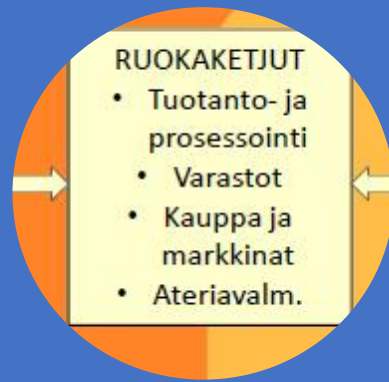 RUOKAKETJUT
• Tuotanto- ja
prosessointi
• Varastot
• Kauppa ja
markkinat
• Ateriavalm.